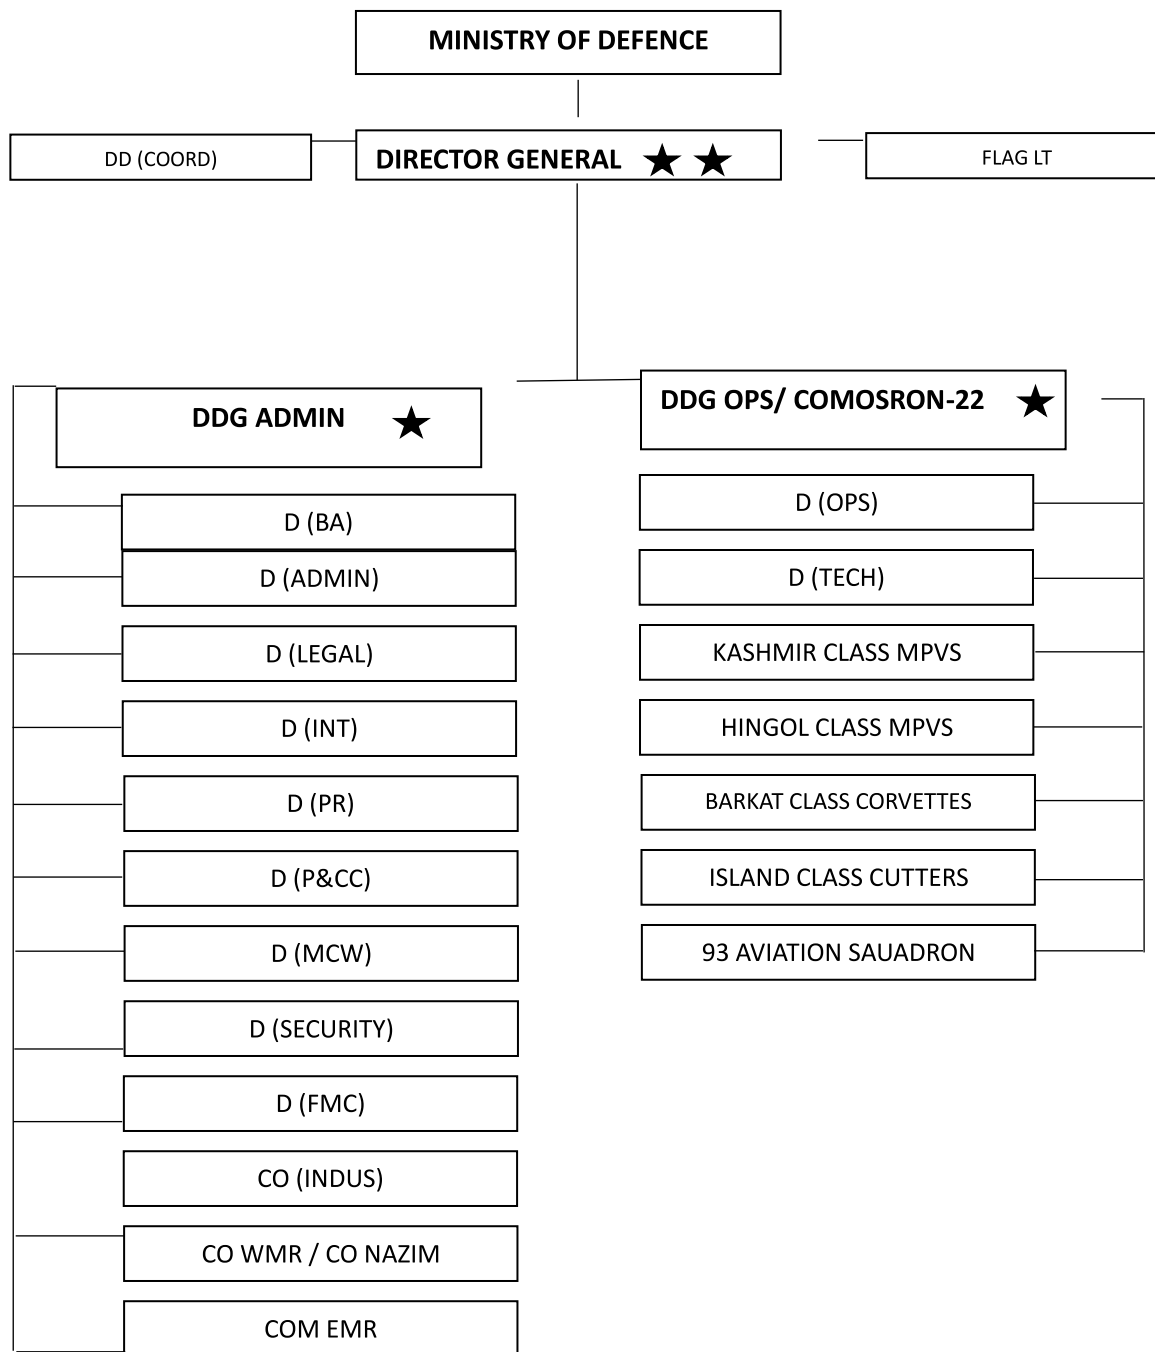 MINISTRY OF DEFENCE
DD (COORD)
DIRECTOR GENERAL
FLAG LT
DDG ADMIN
D (BA)
D (ADMIN)
D (LEGAL)
D (INT)
D (PR)
D (P&CC)
D (MCW)
D (SECURITY)
D (FMC)
CO (INDUS)
CO WMR / CO NAZIM
COM EMR
DDG OPS/ COMOSRON-22
D (OPS)
D (TECH)
KASHMIR CLASS MPVS
HINGOL CLASS MPVS
BARKAT CLASS CORVETTES
ISLAND CLASS CUTTERS
93 AVIATION SAUADRON